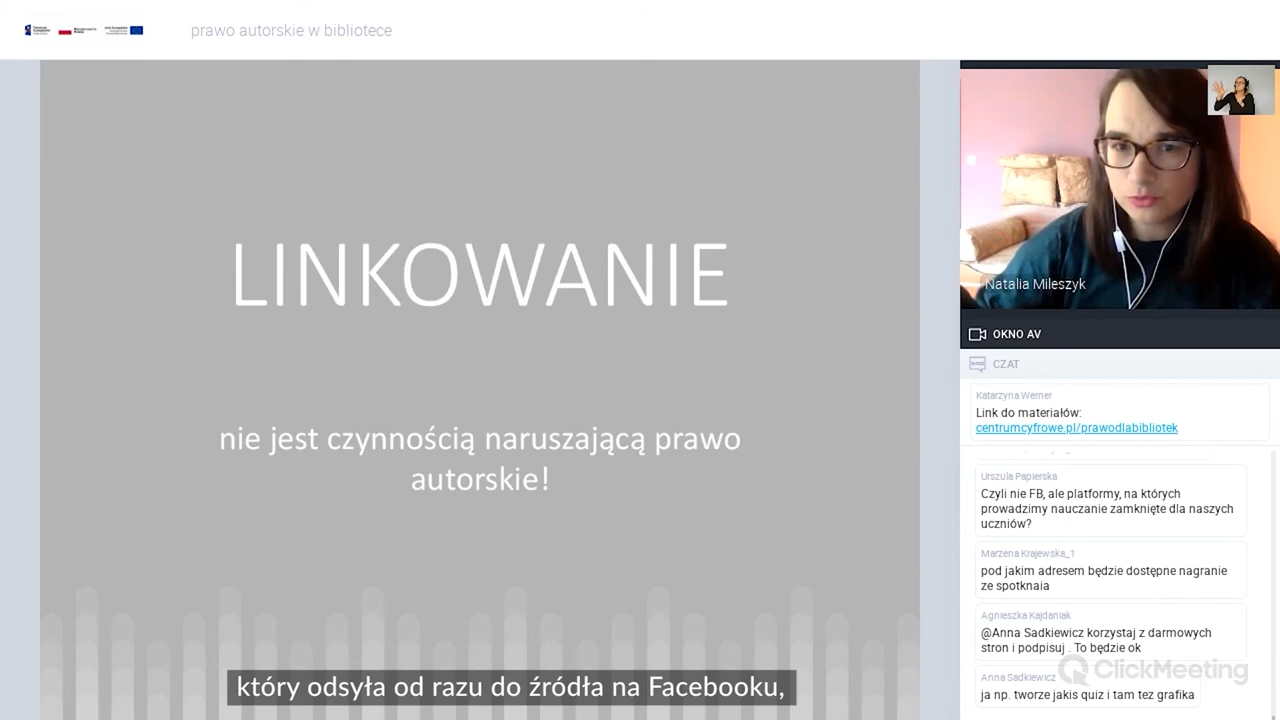 prawo autorskie w bibliotece
LINKOWANIE
nie jest czynnością naruszającą prawo
autorskie!
który odsyła od razu do źródła na Facebooku,
Natalia Mileszyk
OKNO AV
CZAT
Katarzyna Werner
Link do materiałów:
centrumcyfrowe.pl/prawodlabibliotek
Urszula Papierska
Czyli nie FB, ale platformy, na których
prowadzimy nauczanie zamknięte dla naszych
uczniów?
Marzena Krajewska_1
pod jakim adresem będzie dostępne nagranie
ze spotknaia
Agnieszka Kajdaniak
@Anna Sadkiewicz korzystaj z darmowych
stron i podpisuj . To będzie ok
Anna Sadkiewicz
ja np. tworze jakis quiz i tam tez grafika
ClickMeeting